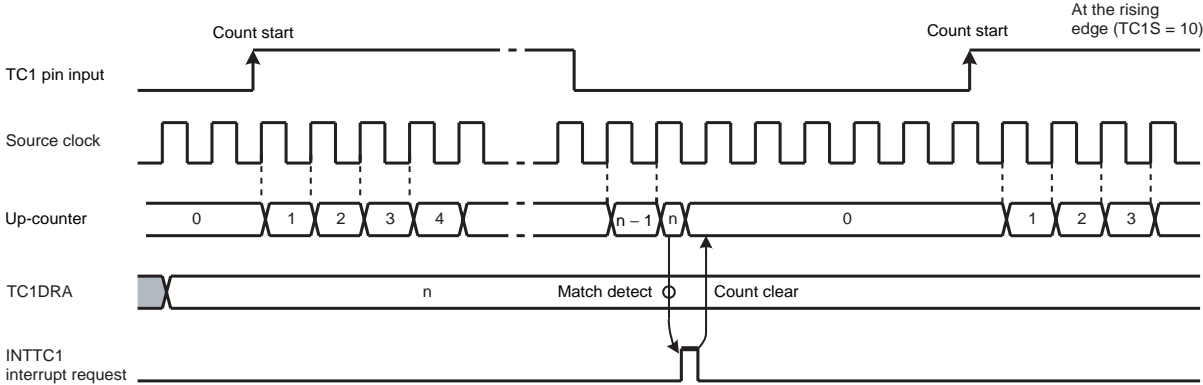 At the rising
edge (TC1S = 10)
Count start
Count start
TC1 pin input
Source clock
Up-counter
0
1
2
3
4
n – 1
n
0
1
2
3
TC1DRA
n
Match detect
Count clear
INTTC1
interrupt request